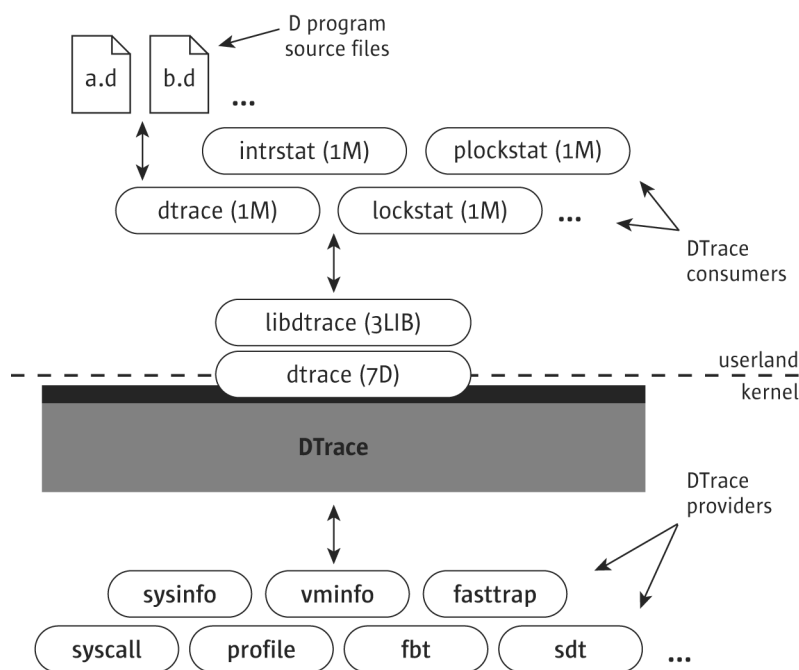 D program
source files
a.d
b.d
...
intrstat (1M)
plockstat (1M)
dtrace (1M)
lockstat (1M)
...
DTrace
consumers
libdtrace (3LIB)
dtrace (7D)
userland
kernel
DTrace
DTrace
providers
sysinfo
vminfo
fasttrap
syscall
profile
fbt
sdt
...